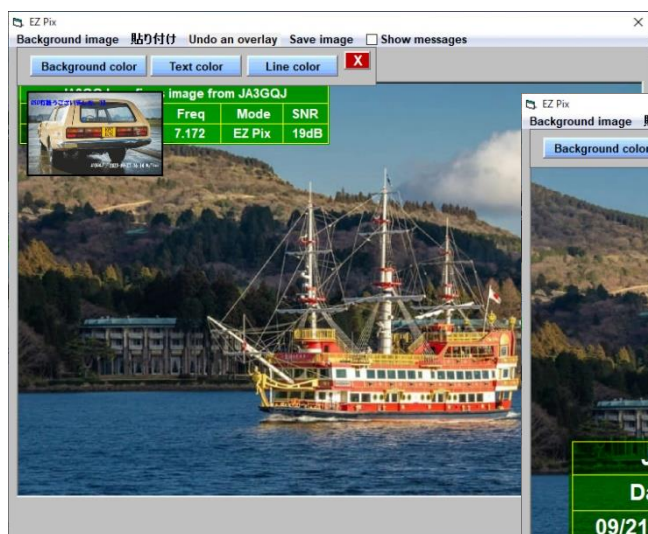 EZ Pix
Background image 貼り付け Undo an overlay Save image Show messages
Background color Text color Line color X
image from JA3GQJ
Freq Mode SNR
7.172 EZ Pix 19dB
EZ Pix
Background image
Background color
09/21